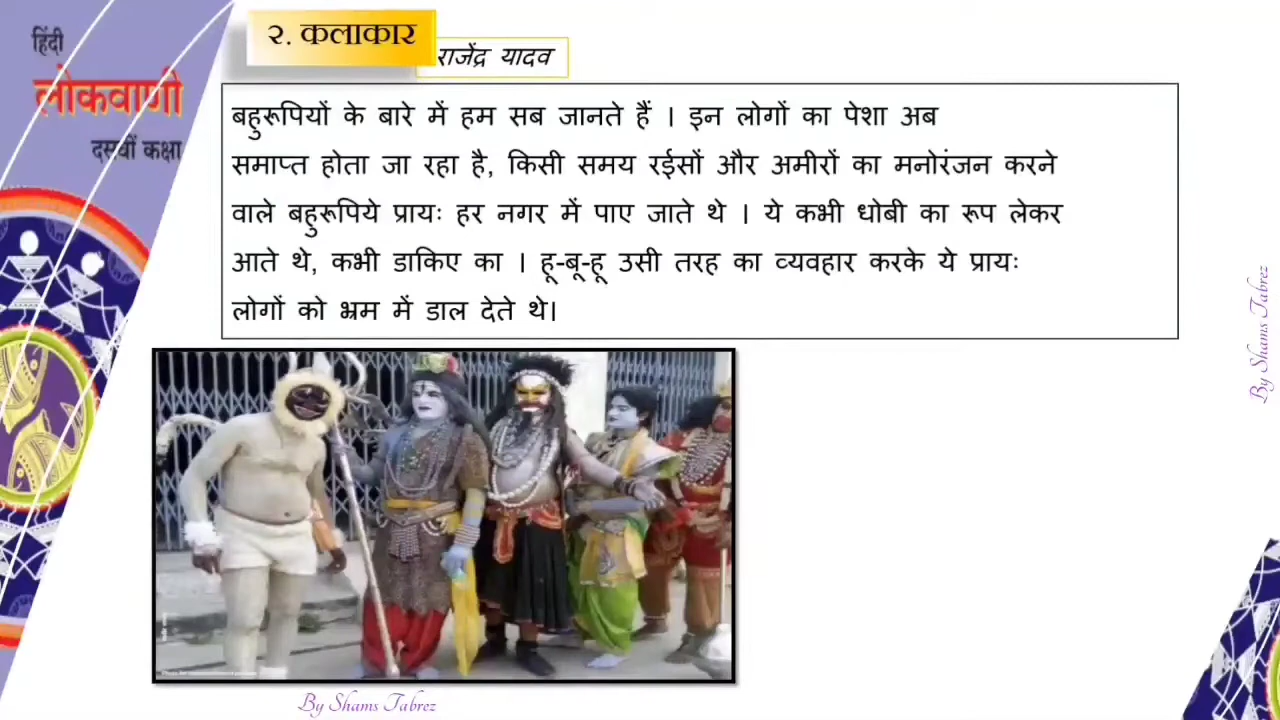 हिंदी
लोकवाणी
दसवीं कक्षा
२. कलाकार
राजेंद्र यादव
बहुरूपियों के बारे में हम सब जानते हैं । इन लोगों का पेशा अब
समाप्त होता जा रहा है, किसी समय रईसों और अमीरों का मनोरंजन करने
वाले बहुरूपिये प्रायः हर नगर में पाए जाते थे । ये कभी धोबी का रूप लेकर
आते थे, कभी डाकिए का । हू-बू-हू उसी तरह का व्यवहार करके ये प्रायः
लोगों को भ्रम में डाल देते थे।
By Shams Tabrez
By Shams Tabrez